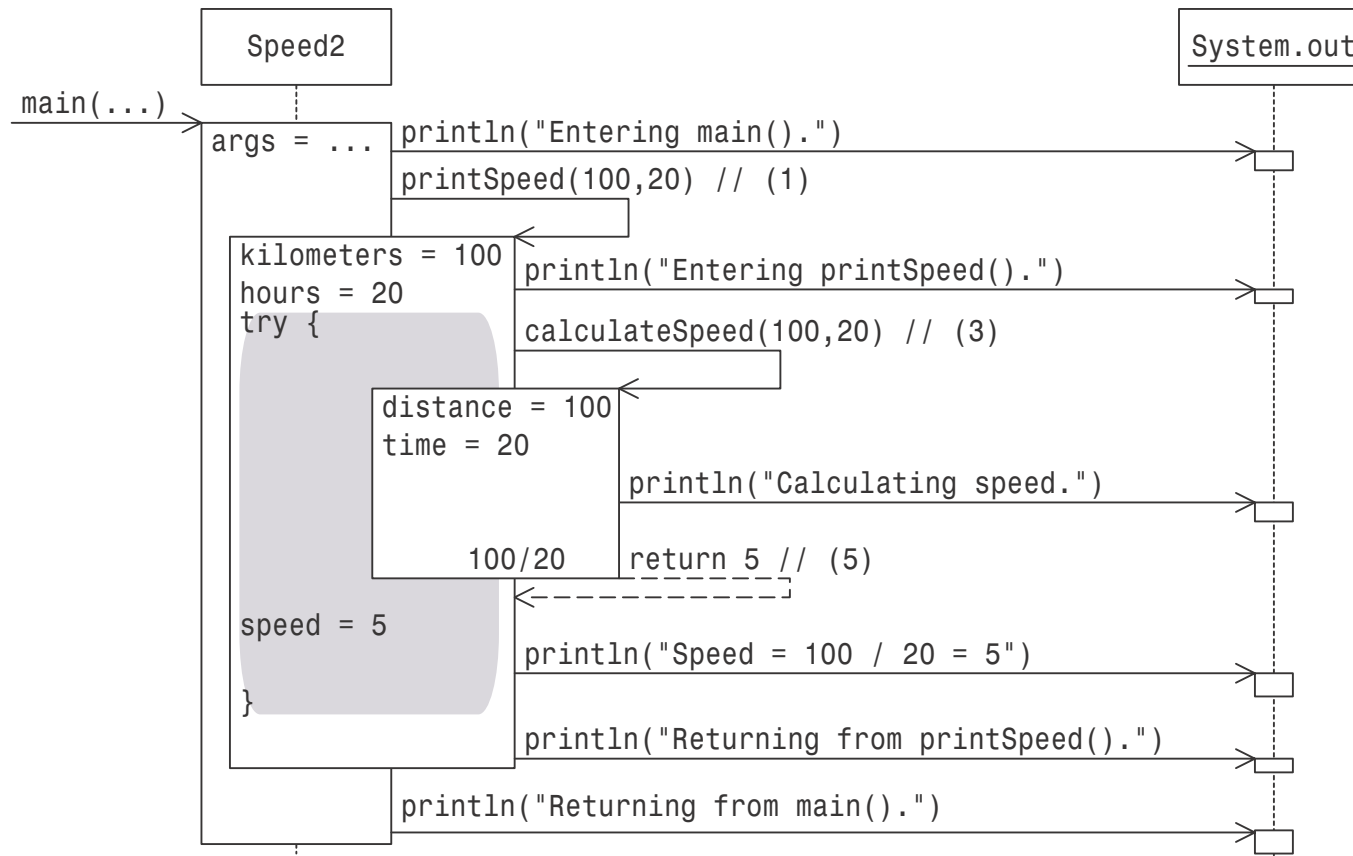 Speed2
System.out
main(...)
args = ...
println("Entering main().")
printSpeed(100,20) // (1)
kilometers = 100
println("Entering printSpeed().")
hours = 20
try {
calculateSpeed(100,20) // (3)
distance = 100
time = 20
println("Calculating speed.")
100/20
return 5 // (5)
speed = 5
println("Speed = 100 / 20 = 5")
}
println("Returning from printSpeed().")
println("Returning from main().")